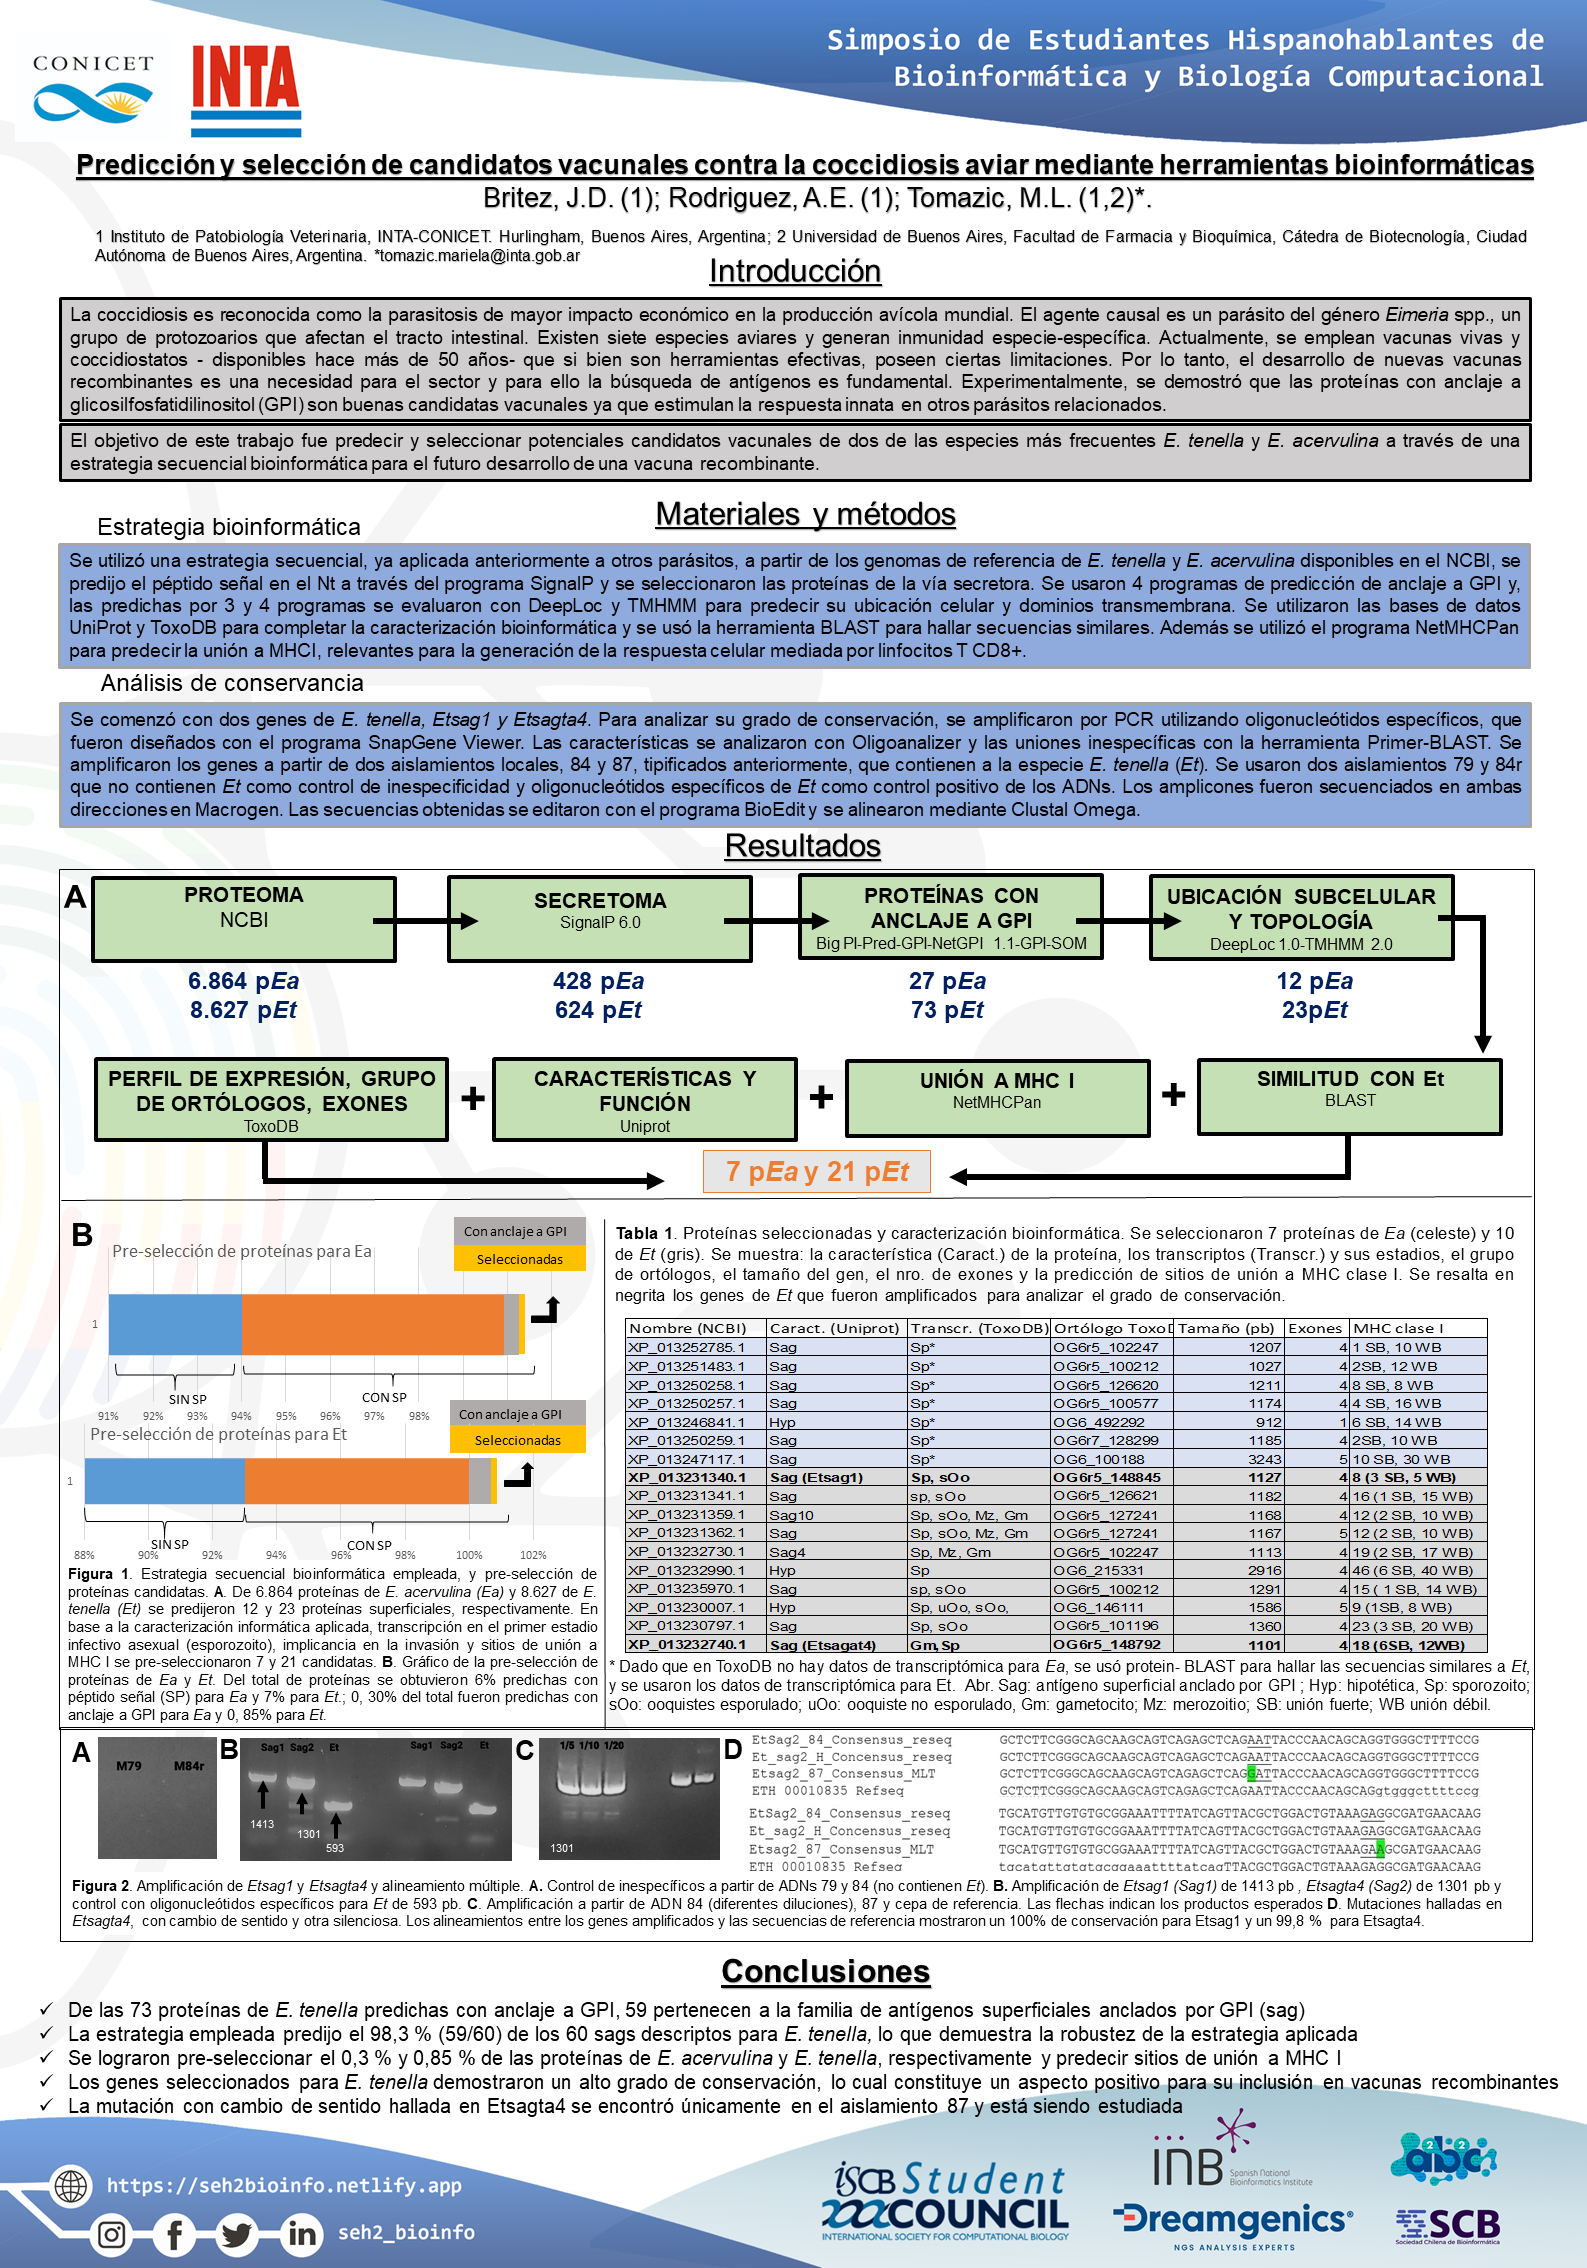 CONICET
INTA
Simposio de Estudiantes Hispanohablantes de
Bioinformática y Biología Computacional
Predicción y selección de candidatos vacunales contra la coccidiosis aviar mediante herramientas bioinformáticas
Britez, J.D. (1); Rodriguez, A.E. (1); Tomazic, M.L. (1,2)*.
1 Instituto de Patobiología Veterinaria, INTA-CONICET. Hurlingham, Buenos Aires, Argentina; 2 Universidad de Buenos Aires, Facultad de Farmacia y Bioquímica, Cátedra de Biotecnología, Ciudad
Autónoma de Buenos Aires, Argentina. *tomazic.mariela@inta.gob.ar
Introducción
La coccidiosis es reconocida como la parasitosis de mayor impacto económico en la producción avícola mundial. El agente causal es un parásito del género Eimeria spp., un
grupo de protozoarios que afectan el tracto intestinal. Existen siete especies aviares y generan inmunidad especie-específica. Actualmente, se emplean vacunas vivas y
coccidiostatos - disponibles hace más de 50 años- que si bien son herramientas efectivas, poseen ciertas limitaciones. Por lo tanto, el desarrollo de nuevas vacunas
recombinantes es una necesidad para el sector y para ello la búsqueda de antígenos es fundamental. Experimentalmente, se demostró que las proteínas con anclaje a
glicosilfosfatidilinositol (GPI) son buenas candidatas vacunales ya que estimulan la respuesta innata en otros parásitos relacionados.
El objetivo de este trabajo fue predecir y seleccionar potenciales candidatos vacunales de dos de las especies más frecuentes E. tenella y E. acervulina a través de una
estrategia secuencial bioinformática para el futuro desarrollo de una vacuna recombinante.
Materiales y métodos
Estrategia bioinformática
Se utilizó una estrategia secuencial, ya aplicada anteriormente a otros parásitos, a partir de los genomas de referencia de E. tenella y E. acervulina disponibles en el NCBI, se
predijo el péptido señal en el Nt a través del programa SignalP y se seleccionaron las proteínas de la vía secretora. Se usaron 4 programas de predicción de anclaje a GPI y,
las predichas por 3 y 4 programas se evaluaron con DeepLoc y TMHMM para predecir su ubicación celular y dominios transmembrana. Se utilizaron las bases de datos
UniProt y ToxoDB para completar la caracterización bioinformática y se usó la herramienta BLAST para hallar secuencias similares. Además se utilizó el programa NetMHCPan
para predecir la unión a MHCI, relevantes para la generación de la respuesta celular mediada por linfocitos T CD8+.
Análisis de conservancia
Se comenzó con dos genes de E. tenella, Etsag1 y Etsagta4. Para analizar su grado de conservación, se amplificaron por PCR utilizando oligonucleótidos específicos, que
fueron diseñados con el programa SnapGene Viewer. Las características se analizaron con Oligoanalizer y las uniones inespecíficas con la herramienta Primer-BLAST. Se
amplificaron los genes a partir de dos aislamientos locales, 84 y 87, tipificados anteriormente, que contienen a la especie E. tenella (Et). Se usaron dos aislamientos 79 y 84r
que no contienen Et como control de inespecificidad y oligonucleótidos específicos de Et como control positivo de los ADNs. Los amplicones fueron secuenciados en ambas
direcciones en Macrogen. Las secuencias obtenidas se editaron con el programa BioEdit y se alinearon mediante Clustal Omega.
Resultados
A
PROTEOMA
NCBI
SECRETOMA
SignalP 6.0
PROTEÍNAS CON
ANCLAJE A GPI
Big PI-Pred-GPI-NetGPI 1.1-GPI-SOM
UBICACIÓN SUBCELULAR
Y TOPOLOGÍA
DeepLoc 1.0-TMHMM 2.0
6.864 pEa
8.627 pEt
428 pEa
624 pEt
27 pEa
73 pEt
12 pEa
23pEt
PERFIL DE EXPRESIÓN, GRUPO
DE ORTÓLOGOS, EXONES
ToxoDB
+
CARACTERÍSTICAS Y
FUNCIÓN
Uniprot
+
UNIÓN A MHC I
NetMHCPan
+
SIMILITUD CON Et
BLAST
7 pEa y 21 pEt
B
Pre-selección de proteínas para Ea
Con anclaje a GPI
Seleccionadas
1
SIN SP
CON SP
91% 92% 93% 94% 95% 96% 97% 98%
Pre-selección de proteínas para Et
Con anclaje a GPI
Seleccionadas
1
SIN SP
CON SP
88% 90% 92% 94% 96% 98% 100% 102%
Figura 1. Estrategia secuencial bioinformática empleada, y pre-selección de
proteínas candidatas. A. De 6.864 proteínas de E. acervulina (Ea) y 8.627 de E.
tenella (Et) se predijeron 12 y 23 proteínas superficiales, respectivamente. En
base a la caracterización informática aplicada, transcripción en el primer estadio
infectivo asexual (esporozoito), implicancia en la invasión y sitios de unión a
MHC I se pre-seleccionaron 7 y 21 candidatas. B. Gráfico de la pre-selección de
proteínas de Ea y Et. Del total de proteínas se obtuvieron 6% predichas con
péptido señal (SP) para Ea y 7% para Et.; 0, 30% del total fueron predichas con
anclaje a GPI para Ea y 0, 85% para Et.
Tabla 1. Proteínas seleccionadas y caracterización bioinformática. Se seleccionaron 7 proteínas de Ea (celeste) y 10
de Et (gris). Se muestra: la característica (Caract.) de la proteína, los transcriptos (Transcr.) y sus estadios, el grupo
de ortólogos, el tamaño del gen, el nro. de exones y la predicción de sitios de unión a MHC clase I. Se resalta en
negrita los genes de Et que fueron amplificados para analizar el grado de conservación.
Nombre (NCBI) Caract. (Uniprot) Transcr. (ToxoDB) Ortólogo ToxoD Tamaño (pb) Exones MHC clase I
XP_013252785.1 Sag Sp* OG6r5_102247 1207 4 1 SB, 10 WB
XP_013251483.1 Sag Sp* OG6r5_100212 1027 4 2SB, 12 WB
XP_013250258.1 Sag Sp* OG6r5_126620 1211 4 8 SB, 8 WB
XP_013250257.1 Sag Sp* OG6r5_100577 1174 4 4 SB, 16 WB
XP_013246841.1 Hyp Sp* OG6_492292 912 1 6 SB, 14 WB
XP_013250259.1 Sag Sp* OG6r7_128299 1185 4 2SB, 10 WB
XP_013247117.1 Sag Sp* OG6_100188 3243 5 10 SB, 30 WB
XP_013231340.1 Sag (Etsag1) Sp, sOo OG6r5_148845 1127 4 8 (3 SB, 5 WB)
XP_013231341.1 Sag sp, sOo OG6r5_126621 1182 4 16 (1 SB, 15 WB)
XP_013231359.1 Sag10 Sp, sOo, Mz, Gm OG6r5_127241 1168 4 12 (2 SB, 10 WB)
XP_013231362.1 Sag Sp, sOo, Mz, Gm OG6r5_127241 1167 5 12 (2 SB, 10 WB)
XP_013232730.1 Sag4 Sp, Mz, Gm OG6r5_102247 1113 4 19 (2 SB, 17 WB)
XP_013232990.1 Hyp Sp OG6_215331 2916 4 46 (6 SB, 40 WB)
XP_013235970.1 Sag sp, sOo OG6r5_100212 1291 4 15 ( 1 SB, 14 WB)
XP_013230007.1 Hyp Sp, uOo, sOo, OG6_146111 1586 5 9 (1SB, 8 WB)
XP_013230797.1 Sag Sp, sOo OG6r5_101196 1360 4 23 (3 SB, 20 WB)
XP_013232740.1 Sag (Etsagat4) Gm, Sp OG6r5_148792 1101 4 18 (6SB, 12WB)
* Dado que en ToxoDB no hay datos de transcriptómica para Ea, se usó protein- BLAST para hallar las secuencias similares a Et,
y se usaron los datos de transcriptómica para Et. Abr. Sag: antígeno superficial anclado por GPI ; Hyp: hipotética, Sp: sporozoito;
sOo: ooquistes esporulado; uOo: ooquiste no esporulado, Gm: gametocito; Mz: merozoitio; SB: unión fuerte; WB unión débil.
A
M79 M84r
B
Sag1 Sag2 Et Sag1 Sag2 Et
1413
1301
593
C
1/5 1/10 1/20
1301
D
EtSag2_84_Consensus_reseq GCTCTTCGGGCAGCAAGCAGTCAGAGCTCAGAATTACCCAACAGCAGGTGGGCTTTTCCG
Et_sag2_H_Concensus_reseq GCTCTTCGGGCAGCAAGCAGTCAGAGCTCAGAATTACCCAACAGCAGGTGGGCTTTTCCG
Etsag2_87_Consensus_MLT GCTCTTCGGGCAGCAAGCAGTCAGAGCTCAGGATTACCCAACAGCAGGTGGGCTTTTCCG
ETH_00010835 Refseq GCTCTTCGGGCAGCAAGCAGTCAGAGCTCAGAATTACCCAACAGCAGgtgggcttttccg
EtSag2_84_Consensus_reseq TGCATGTTGTGTGCGGAAATTTTATCAGTTACGCTGGACTGTAAAGAGGCGATGAACAAG
Et_sag2_H_Concensus_reseq TGCATGTTGTGTGCGGAAATTTTATCAGTTACGCTGGACTGTAAAGAGGCGATGAACAAG
Etsag2_87_Consensus_MLT TGCATGTTGTGTGCGGAAATTTTATCAGTTACGCTGGACTGTAAAGAAGCGATGAACAAG
ETH 00010835 Refseq tgcatgttgtgtgcggaaattttatcagTTACGCTGGACTGTAAAGAGGCGATGAACAAG
Figura 2. Amplificación de Etsag1 y Etsagta4 y alineamiento múltiple. A. Control de inespecíficos a partir de ADNs 79 y 84 (no contienen Et). B. Amplificación de Etsag1 (Sag1) de 1413 pb , Etsagta4 (Sag2) de 1301 pb y
control con oligonucleótidos específicos para Et de 593 pb. C. Amplificación a partir de ADN 84 (diferentes diluciones), 87 y cepa de referencia. Las flechas indican los productos esperados D. Mutaciones halladas en
Etsagta4, con cambio de sentido y otra silenciosa. Los alineamientos entre los genes amplificados y las secuencias de referencia mostraron un 100% de conservación para Etsag1 y un 99,8 % para Etsagta4.
Conclusiones
✓ De las 73 proteínas de E. tenella predichas con anclaje a GPI, 59 pertenecen a la familia de antígenos superficiales anclados por GPI (sag)
✓ La estrategia empleada predijo el 98,3 % (59/60) de los 60 sags descriptos para E. tenella, lo que demuestra la robustez de la estrategia aplicada
✓ Se lograron pre-seleccionar el 0,3 % y 0,85 % de las proteínas de E. acervulina y E. tenella, respectivamente y predecir sitios de unión a MHC I
✓ Los genes seleccionados para E. tenella demostraron un alto grado de conservación, lo cual constituye un aspecto positivo para su inclusión en vacunas recombinantes
✓ La mutación con cambio de sentido hallada en Etsagta4 se encontró únicamente en el aislamiento 87 y está siendo estudiada
https://seh2bioinfo.netlify.app
seh2_bioinfo
iSCB Student
COUNCIL
INTERNATIONAL SOCIETY FOR COMPUTATIONAL BIOLOGY
iNB
Spanish National
Bioinformatics Institute
Dreamgenics
NGS ANALYSIS EXPERTS
abc
2 2
SCB
Sociedad Chilena de Bioinformática